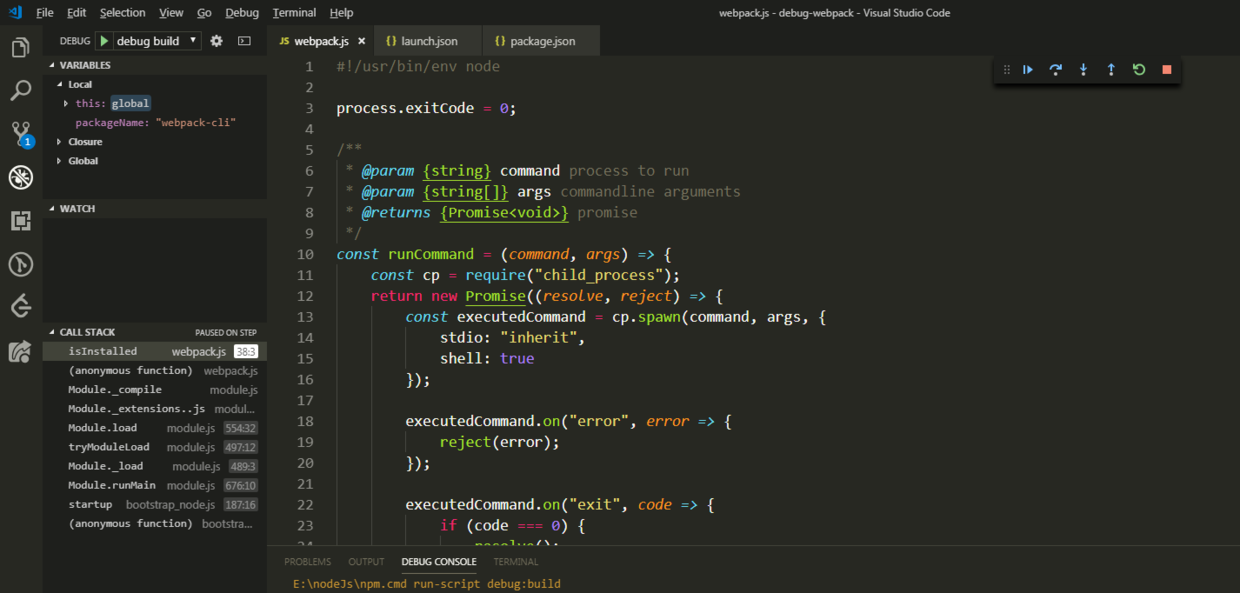 File Edit Selection View Go Debug Terminal Help
webpack.js - debug-webpack - Visual Studio Code
DEBUG debug build
VARIABLES
Local
this: global
packageName: "webpack-cli"
Closure
Global
WATCH
CALL STACK PAUSED ON STEP
isInstalled webpack.js 38:3
(anonymous function) webpack.js
Module._compile module.js
Module._extensions..js modul...
Module.load module.js 554:32
tryModuleLoad module.js 497:12
Module._load module.js 489:3
Module.runMain module.js 676:10
startup bootstrap_node.js 187:16
(anonymous function) bootstra...
1
JS webpack.js × {} launch.json {} package.json
1 #!/usr/bin/env node
2
3 process.exitCode = 0;
4
5 /**
6 * @param {string} command process to run
7 * @param {string[]} args commandline arguments
8 * @returns {Promise<void>} promise
9 */
10 const runCommand = (command, args) => {
11 const cp = require("child_process");
12 return new Promise((resolve, reject) => {
13 const executedCommand = cp.spawn(command, args, {
14 stdio: "inherit",
15 shell: true
16 });
17
18 executedCommand.on("error", error => {
19 reject(error);
20 });
21
22 executedCommand.on("exit", code => {
23 if (code === 0) {
24 resolve();
PROBLEMS OUTPUT DEBUG CONSOLE TERMINAL
E:\nodeJs\npm.cmd run-script debug:build